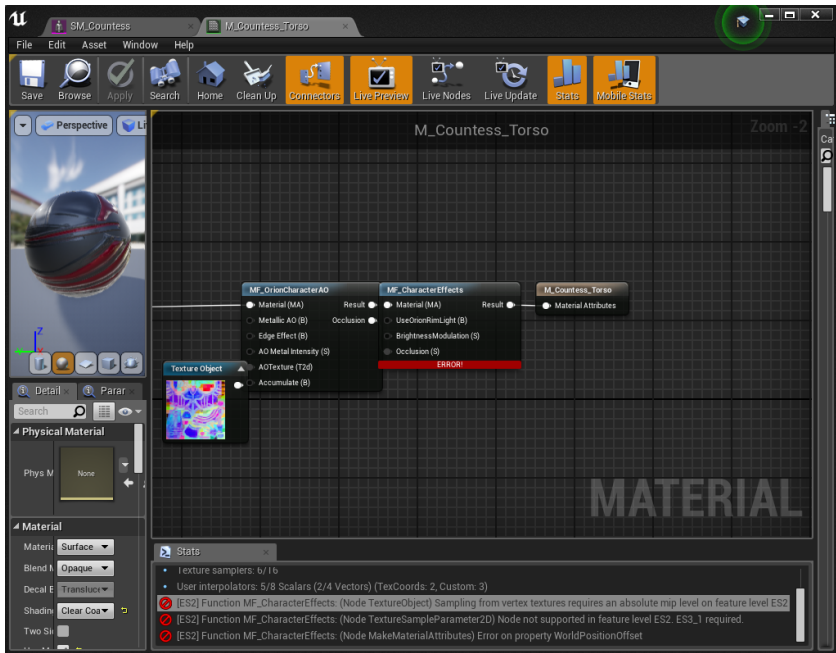 SM_Countess
M_Countess_Torso
File Edit Asset Window Help
Save Browse Apply Search Home Clean Up Connectors Live Preview Live Nodes Live Update Stats Mobile Stats
Perspective Li
M_Countess_Torso
Zoom -2
Ca
MF_OrionCharacterAO
Material (MA) Result
Metallic AO (B) Occlusion
Edge Effect (B)
AO Metal Intensity (S)
AOTexture (T2d)
Accumulate (B)
MF_CharacterEffects
Material (MA) Result
UseOrionRimLight (B)
BrightnessModulation (S)
Occlusion (S)
ERROR!
M_Countess_Torso
Material Attributes
Texture Object
Z
Detail Parar
Search
Physical Material
Phys M None
Material
Materia Surface
Blend M Opaque
Decal B Transluce
Shadin Clear Coa
Two Si
MATERIAL
Stats
Texture samplers: 6/16
User interpolators: 5/8 Scalars (2/4 Vectors) (TexCoords: 2, Custom: 3)
[ES2] Function MF_CharacterEffects: (Node TextureObject) Sampling from vertex textures requires an absolute mip level on feature level ES2
[ES2] Function MF_CharacterEffects: (Node TextureSampleParameter2D) Node not supported in feature level ES2. ES3_1 required.
[ES2] Function MF_CharacterEffects: (Node MakeMaterialAttributes) Error on property WorldPositionOffset